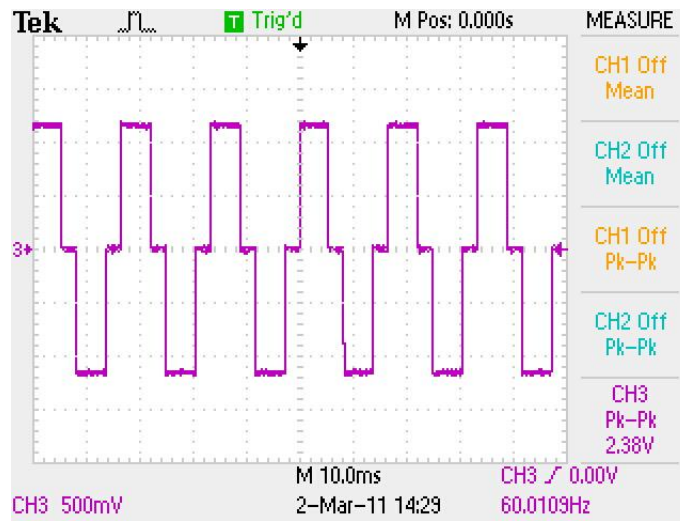 Tek T Trig'd M Pos: 0.000s MEASURE
CH1 Off
Mean
CH2 Off
Mean
3
CH1 Off
Pk-Pk
CH2 Off
Pk-Pk
CH3
Pk-Pk
2.38V
M 10.0ms CH3 0.00V
CH3 500mV 2-Mar-11 14:29 60.0109Hz